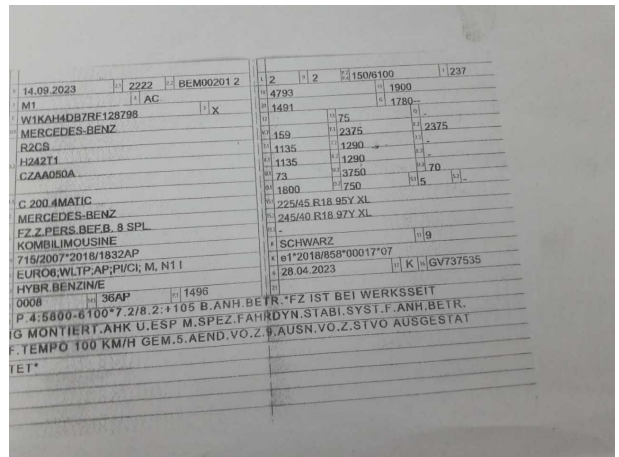 14.09.2023 2222 BEM00201 2
M1 AC
W1KAH4DB7RF128798 X
MERCEDES-BENZ
R2CS
H242T1
CZAA050A
C 200 4MATIC
MERCEDES-BENZ
FZ.Z.PERS.BEF.B. 8 SPL.
KOMBILIMOUSINE
715/2007*2018/1832AP
EURO6;WLTP;AP;PI/CI; M, N1 I
HYBR.BENZIN/E
0008 36AP 1496
2 2 150/6100 237
4793 1900
1491 1780--
- 75 -
159 2375 2375
1135 1290 -
1135 1290 -
73 3750 70
1800 750 5 -
225/45 R18 95Y XL
245/40 R18 97Y XL
-
SCHWARZ 9
e1*2018/858*00017*07
28.04.2023 K GV737535
P.4:5800-6100*7.2/8.2:+105 B.ANH.BETR.*FZ IST BEI WERKSSEIT
G MONTIERT.AHK U.ESP M.SPEZ.FAHRDYN.STABI.SYST.F.ANH.BETR.
F.TEMPO 100 KM/H GEM.5.AEND.VO.Z.9.AUSN.VO.Z.STVO AUSGESTAT
TET*